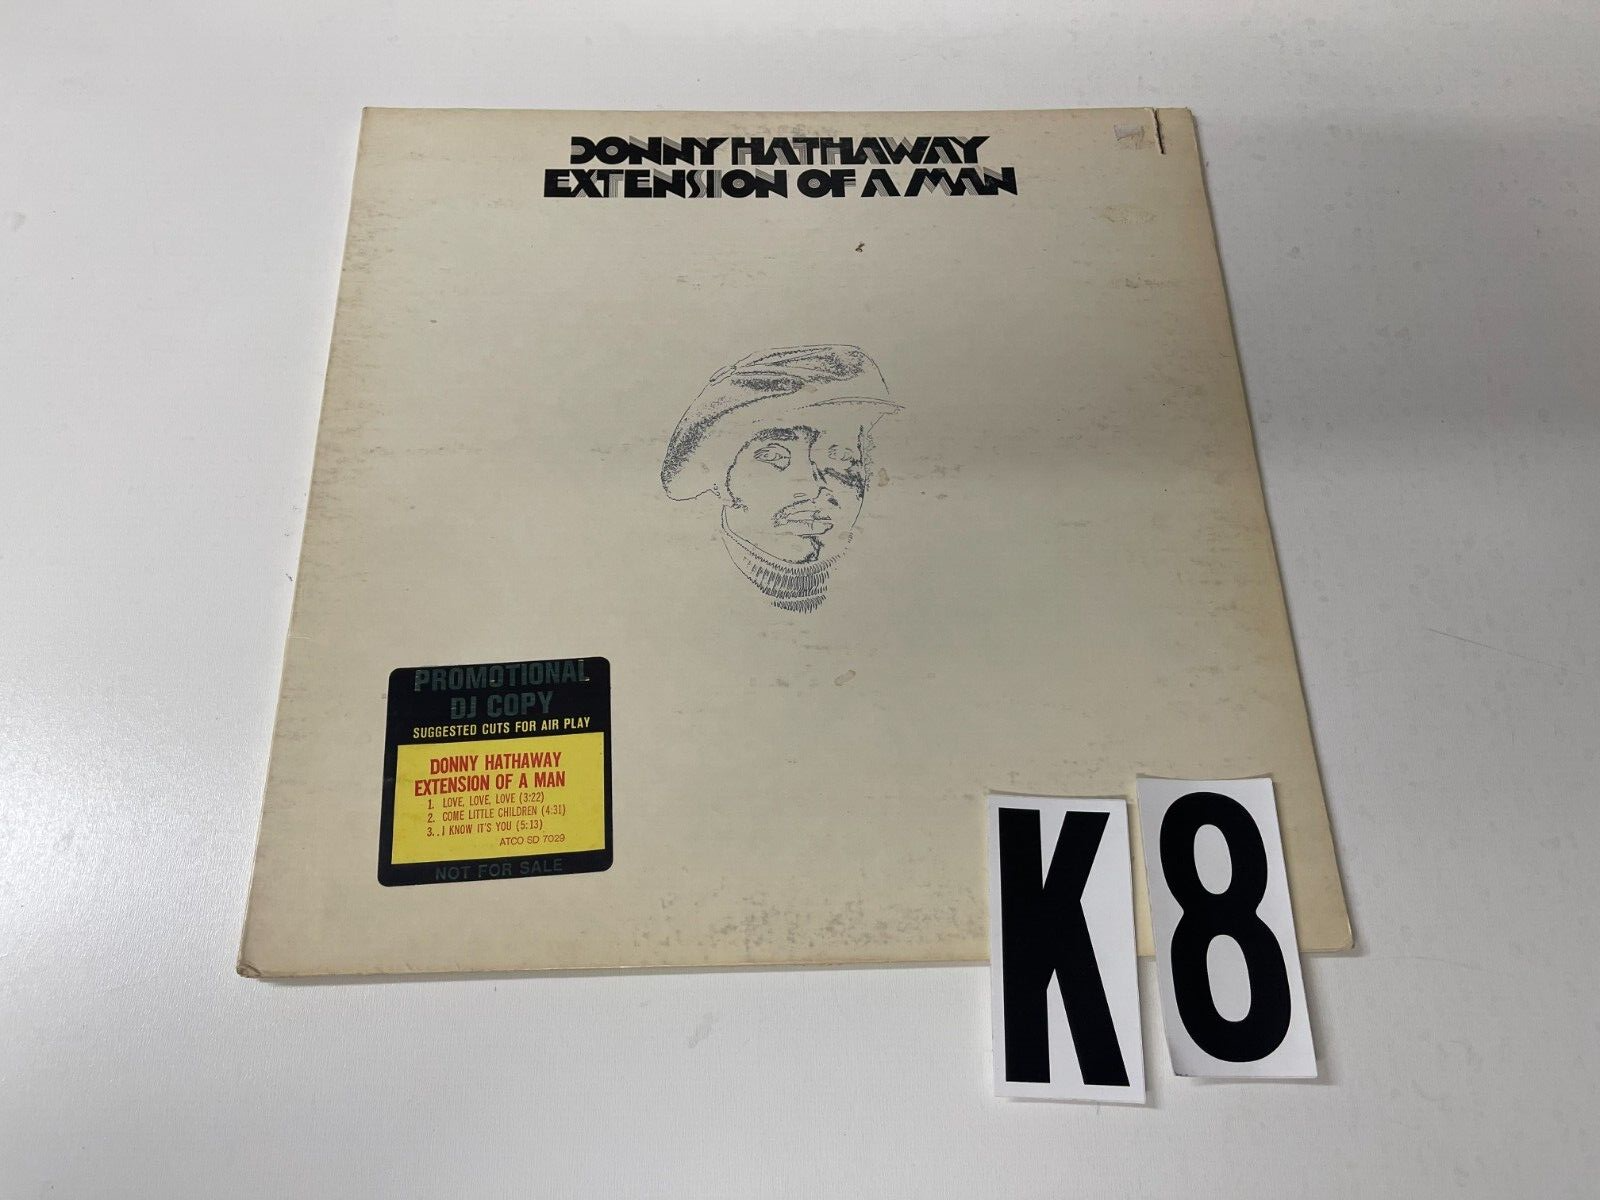 DONNY HATHAWAY
EXTENSION OF A MAN
PROMOTIONAL
DJ COPY
SUGGESTED CUTS FOR AIR PLAY
DONNY HATHAWAY
EXTENSION OF A MAN
1. LOVE, LOVE, LOVE (3:22)
2. COME LITTLE CHILDREN (4:31)
3. . I KNOW IT'S YOU (5:13)
ATCO SD 7029
NOT FOR SALE
K8